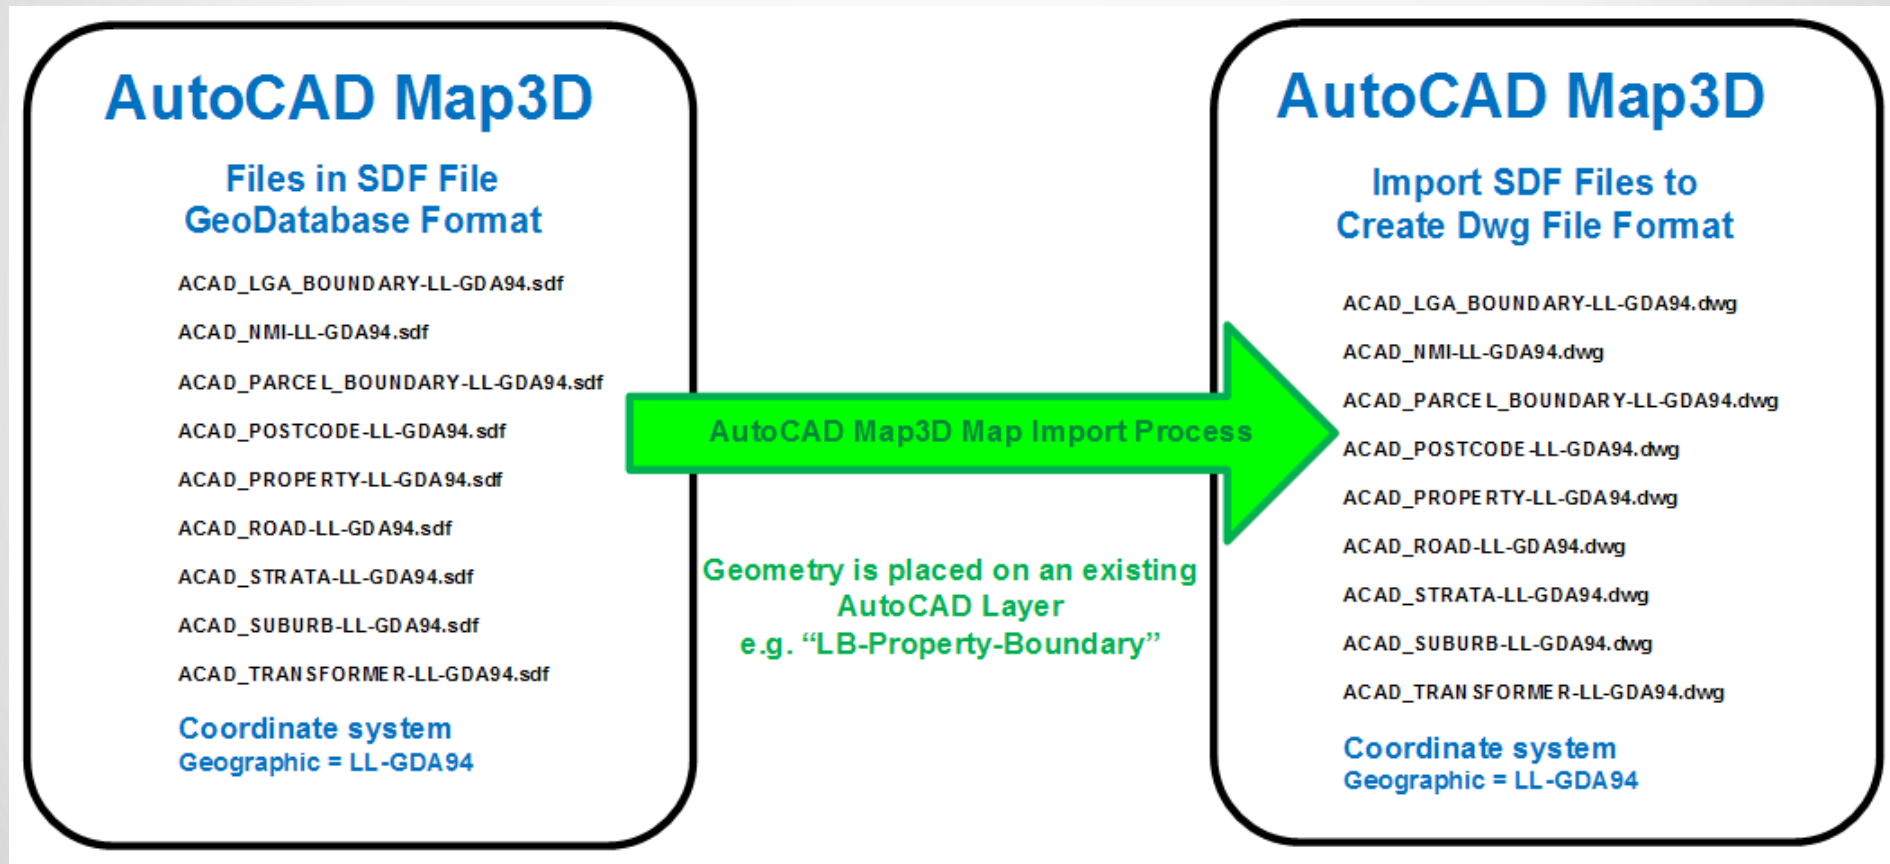 AutoCAD Map3D
Files in SDF File
GeoDatabase Format
ACAD_LGA_BOUNDARY-LL-GDA94.sdf
ACAD_NMI-LL-GDA94.sdf
ACAD_PARCEL_BOUNDARY-LL-GDA94.sdf
ACAD_POSTCODE-LL-GDA94.sdf
ACAD_PROPERTY-LL-GDA94.sdf
ACAD_ROAD-LL-GDA94.sdf
ACAD_STRATA-LL-GDA94.sdf
ACAD_SUBURB-LL-GDA94.sdf
ACAD_TRANSFORMER-LL-GDA94.sdf
Coordinate system
Geographic = LL-GDA94
AutoCAD Map3D Map Import Process
Geometry is placed on an existing
AutoCAD Layer
e.g. “LB-Property-Boundary”
AutoCAD Map3D
Import SDF Files to
Create Dwg File Format
ACAD_LGA_BOUNDARY-LL-GDA94.dwg
ACAD_NMI-LL-GDA94.dwg
ACAD_PARCEL_BOUNDARY-LL-GDA94.dwg
ACAD_POSTCODE-LL-GDA94.dwg
ACAD_PROPERTY-LL-GDA94.dwg
ACAD_ROAD-LL-GDA94.dwg
ACAD_STRATA-LL-GDA94.dwg
ACAD_SUBURB-LL-GDA94.dwg
ACAD_TRANSFORMER-LL-GDA94.dwg
Coordinate system
Geographic = LL-GDA94